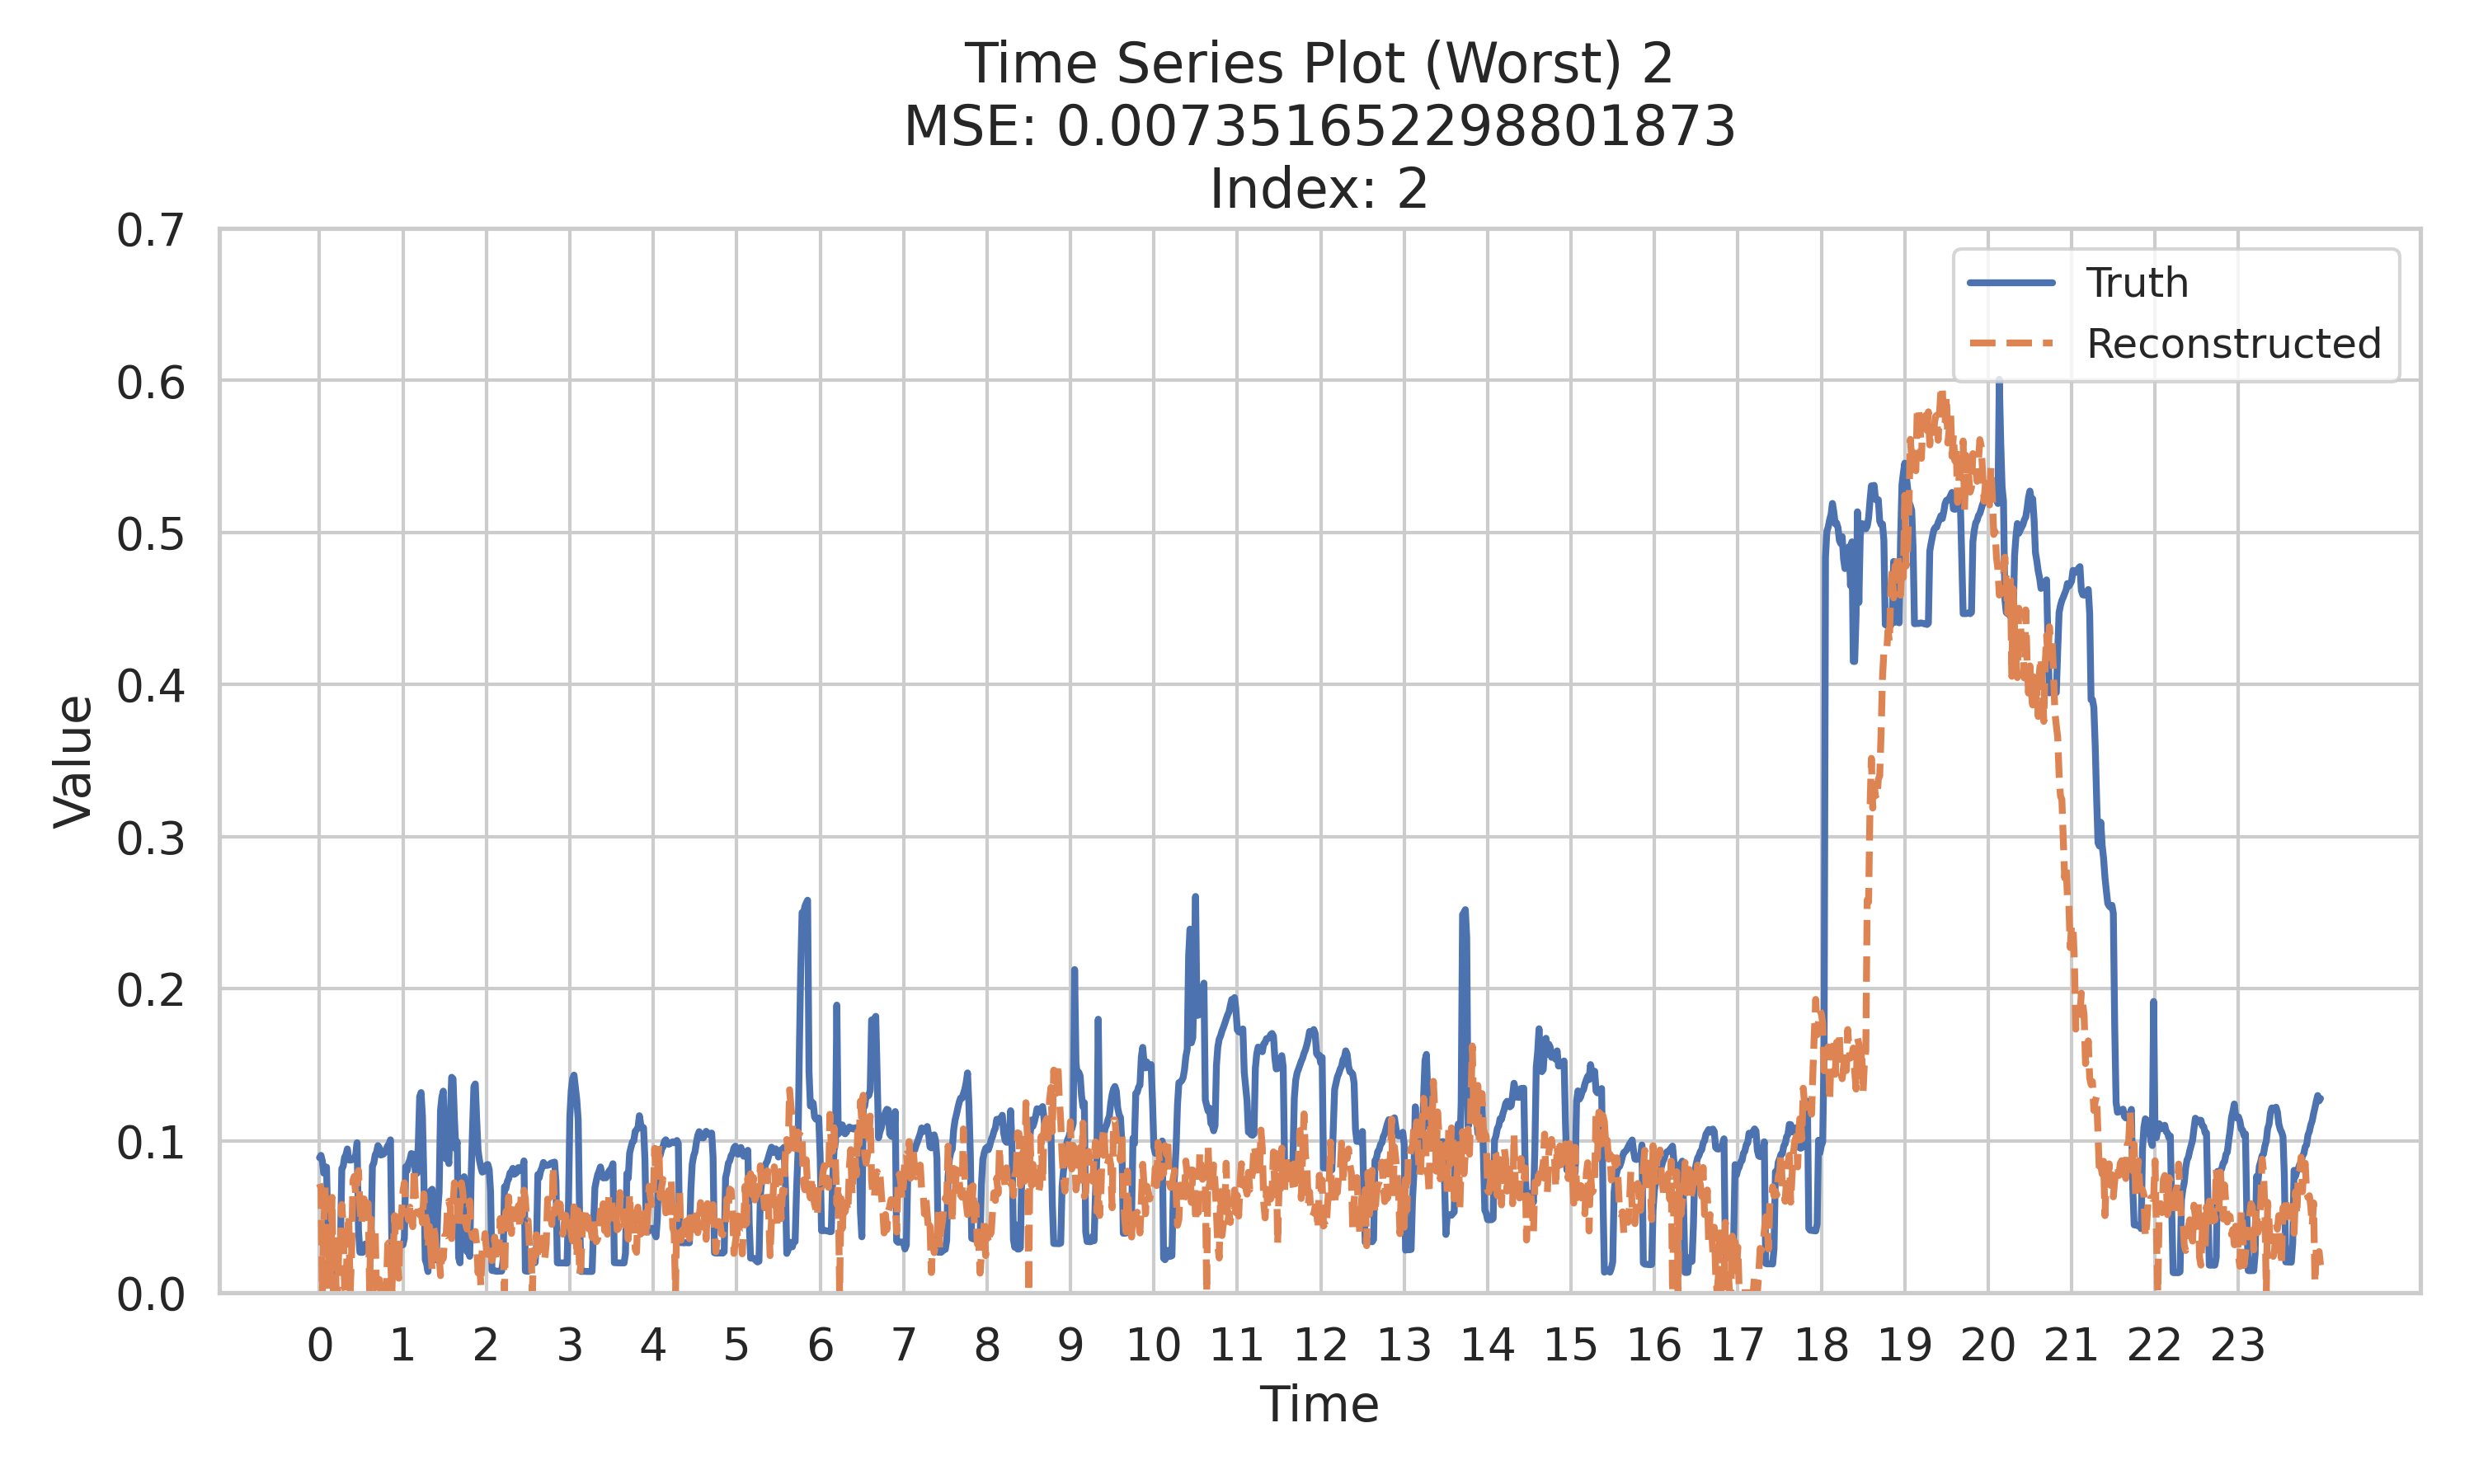 Time Series Plot (Worst) 2
MSE: 0.0073516522988018​73
Index: 2
0.7
0.6
0.5
0.4
0.3
0.2
0.1
0.0
Value
Truth
Reconstructed
0 1 2 3 4 5 6 7 8 9 10 11 12 13 14 15 16 17 18 19 20 21 22 23
Time